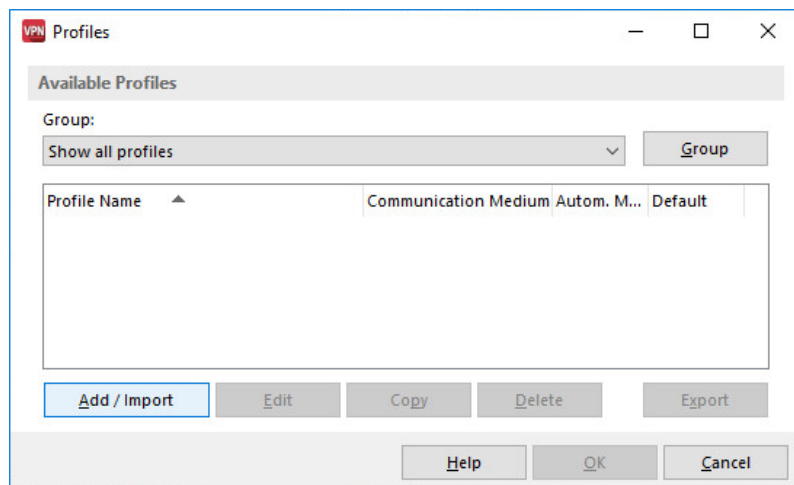 VPN Profiles
Available Profiles
Group:
Show all profiles Group
Profile Name Communication Medium Autom. M... Default
Add / Import Edit Copy Delete Export
Help OK Cancel